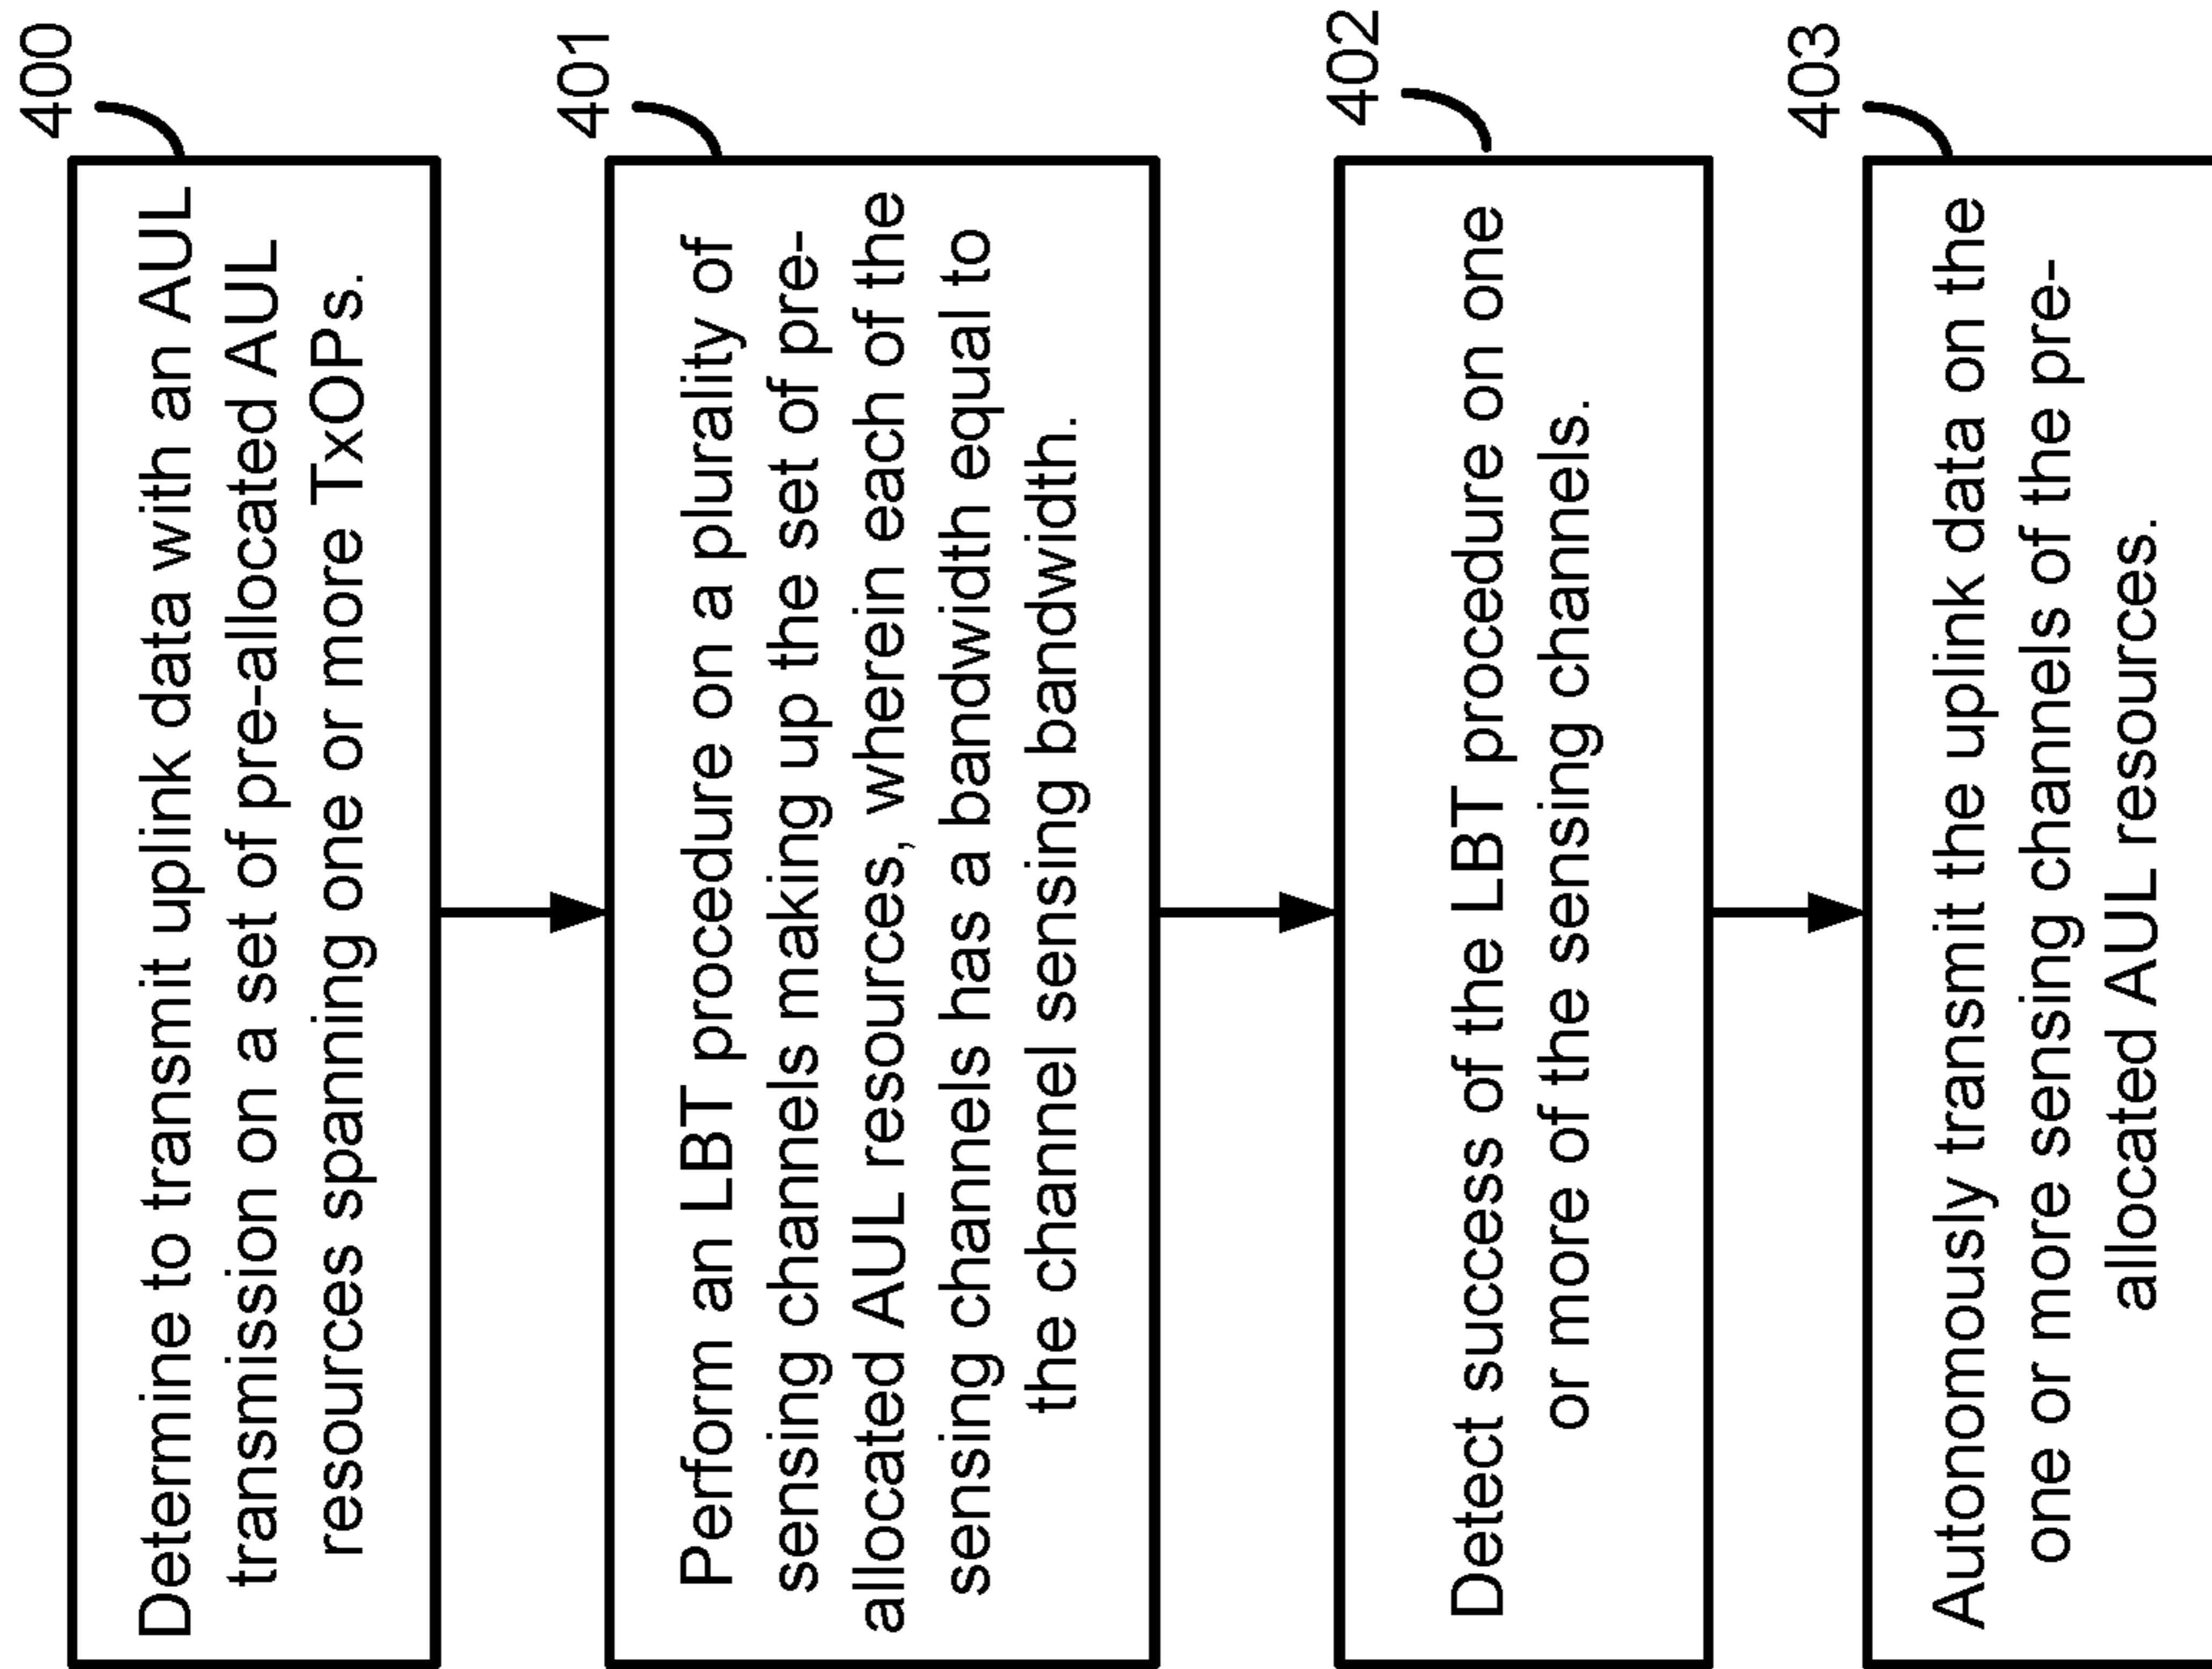 400
Determine to transmit uplink data with an AUL
transmission on a set of pre-allocated AUL
resources spanning one or more TxOPs.
401
Perform an LBT procedure on a plurality of
sensing channels making up the set of pre-
allocated AUL resources, wherein each of the
sensing channels has a bandwidth equal to
the channel sensing bandwidth.
402
Detect success of the LBT procedure on one
or more of the sensing channels.
403
Autonomously transmit the uplink data on the
one or more sensing channels of the pre-
allocated AUL resources.